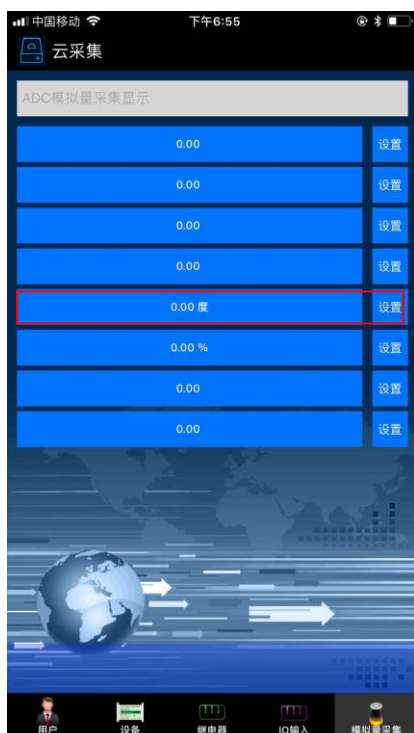 中国移动 下午6:55
云采集
ADC模拟量采集显示
0.00 设置
0.00 设置
0.00 设置
0.00 设置
0.00 度 设置
0.00 % 设置
0.00 设置
0.00 设置
用户 设备 继电器 IO输入 模拟量采集